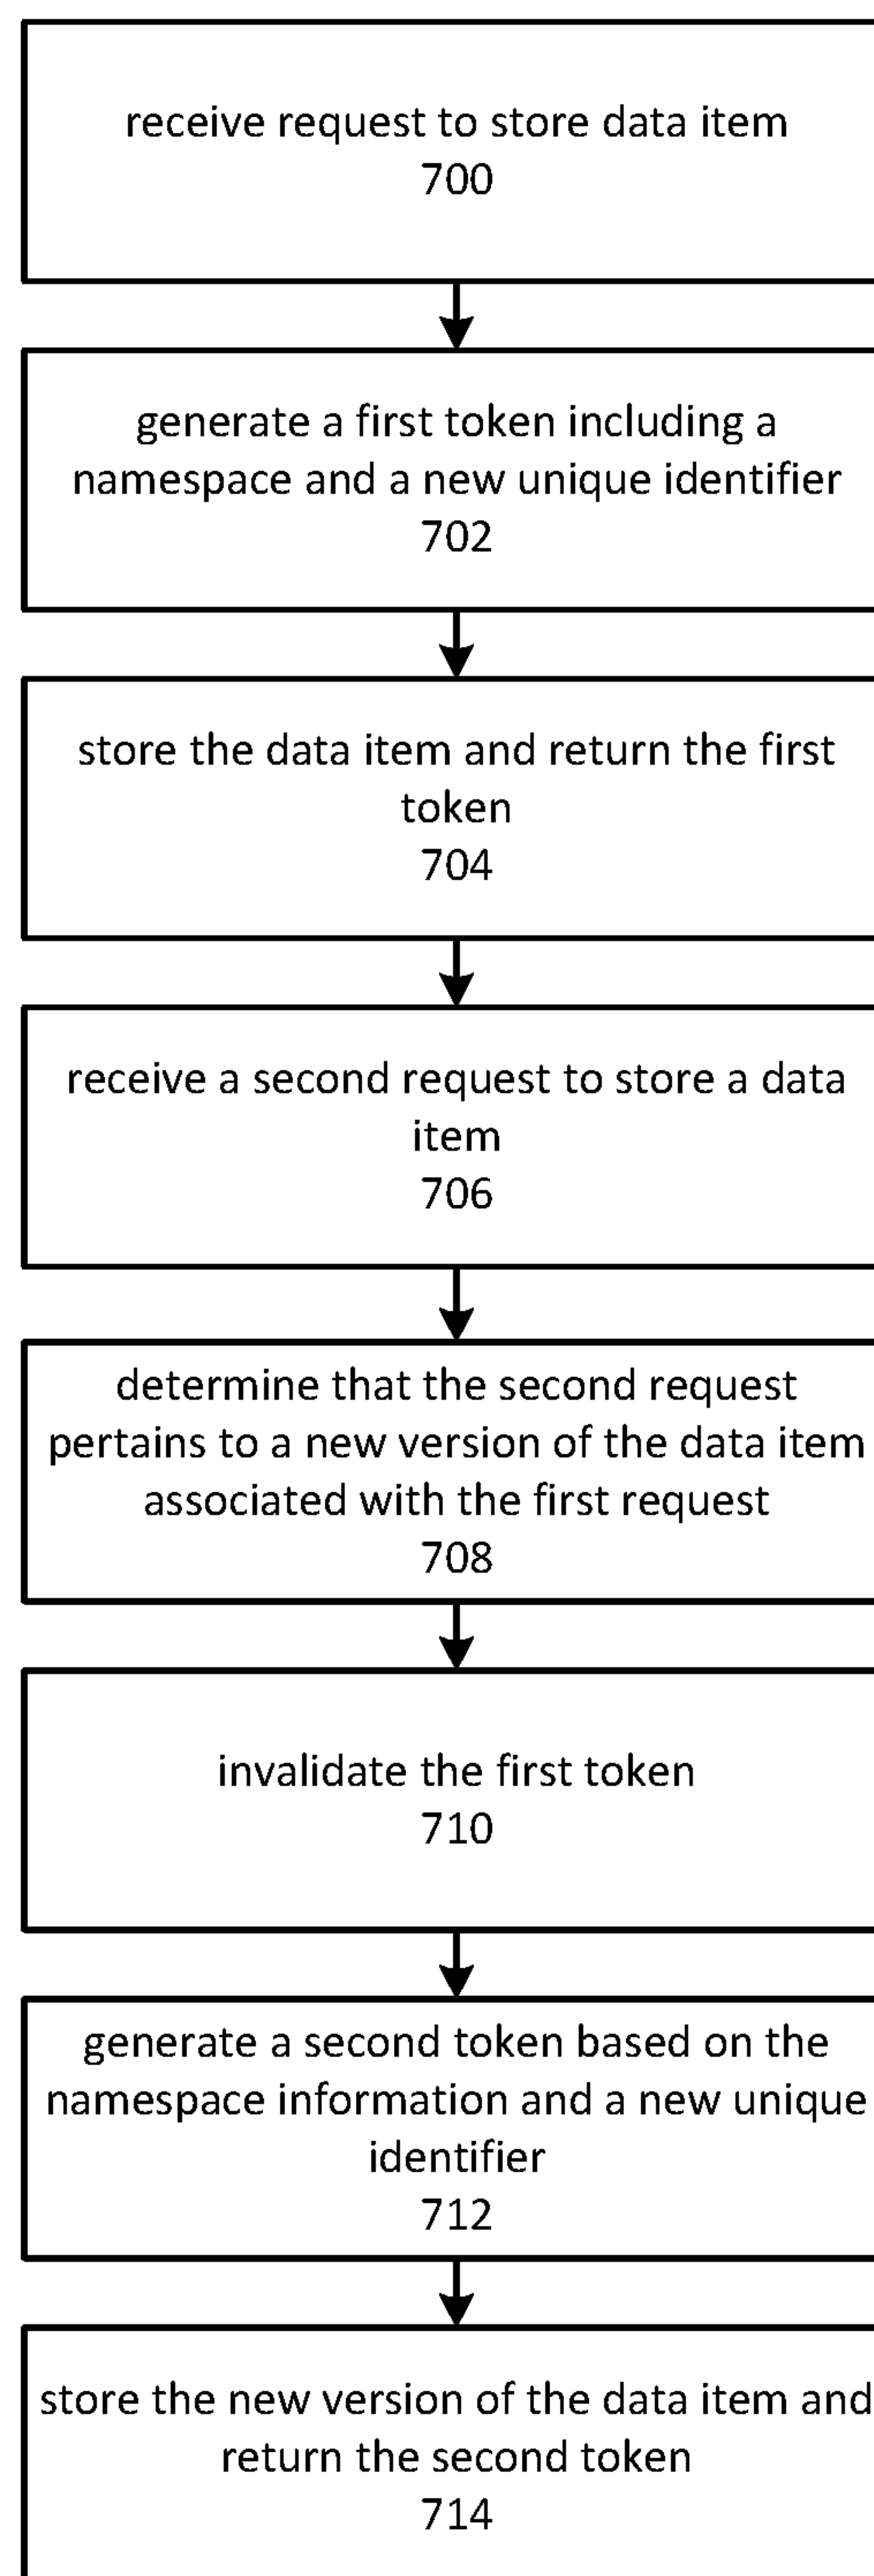 receive request to store data item
700
generate a first token including a
namespace and a new unique identifier
702
store the data item and return the first
token
704
receive a second request to store a data
item
706
determine that the second request
pertains to a new version of the data item
associated with the first request
708
invalidate the first token
710
generate a second token based on the
namespace information and a new unique
identifier
712
store the new version of the data item and
return the second token
714